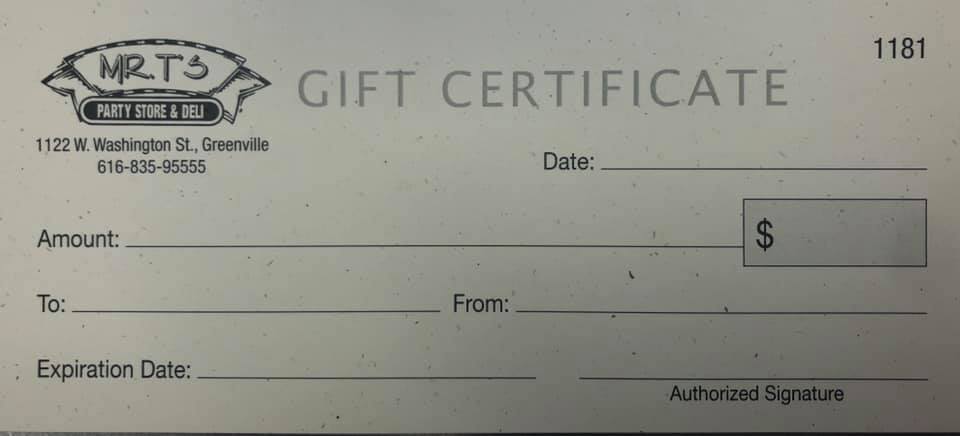 MR.T'S
PARTY STORE & DELI
1122 W. Washington St., Greenville
616-835-95555
GIFT CERTIFICATE
1181
Date:
Amount:
$
To:
From:
Expiration Date:
Authorized Signature